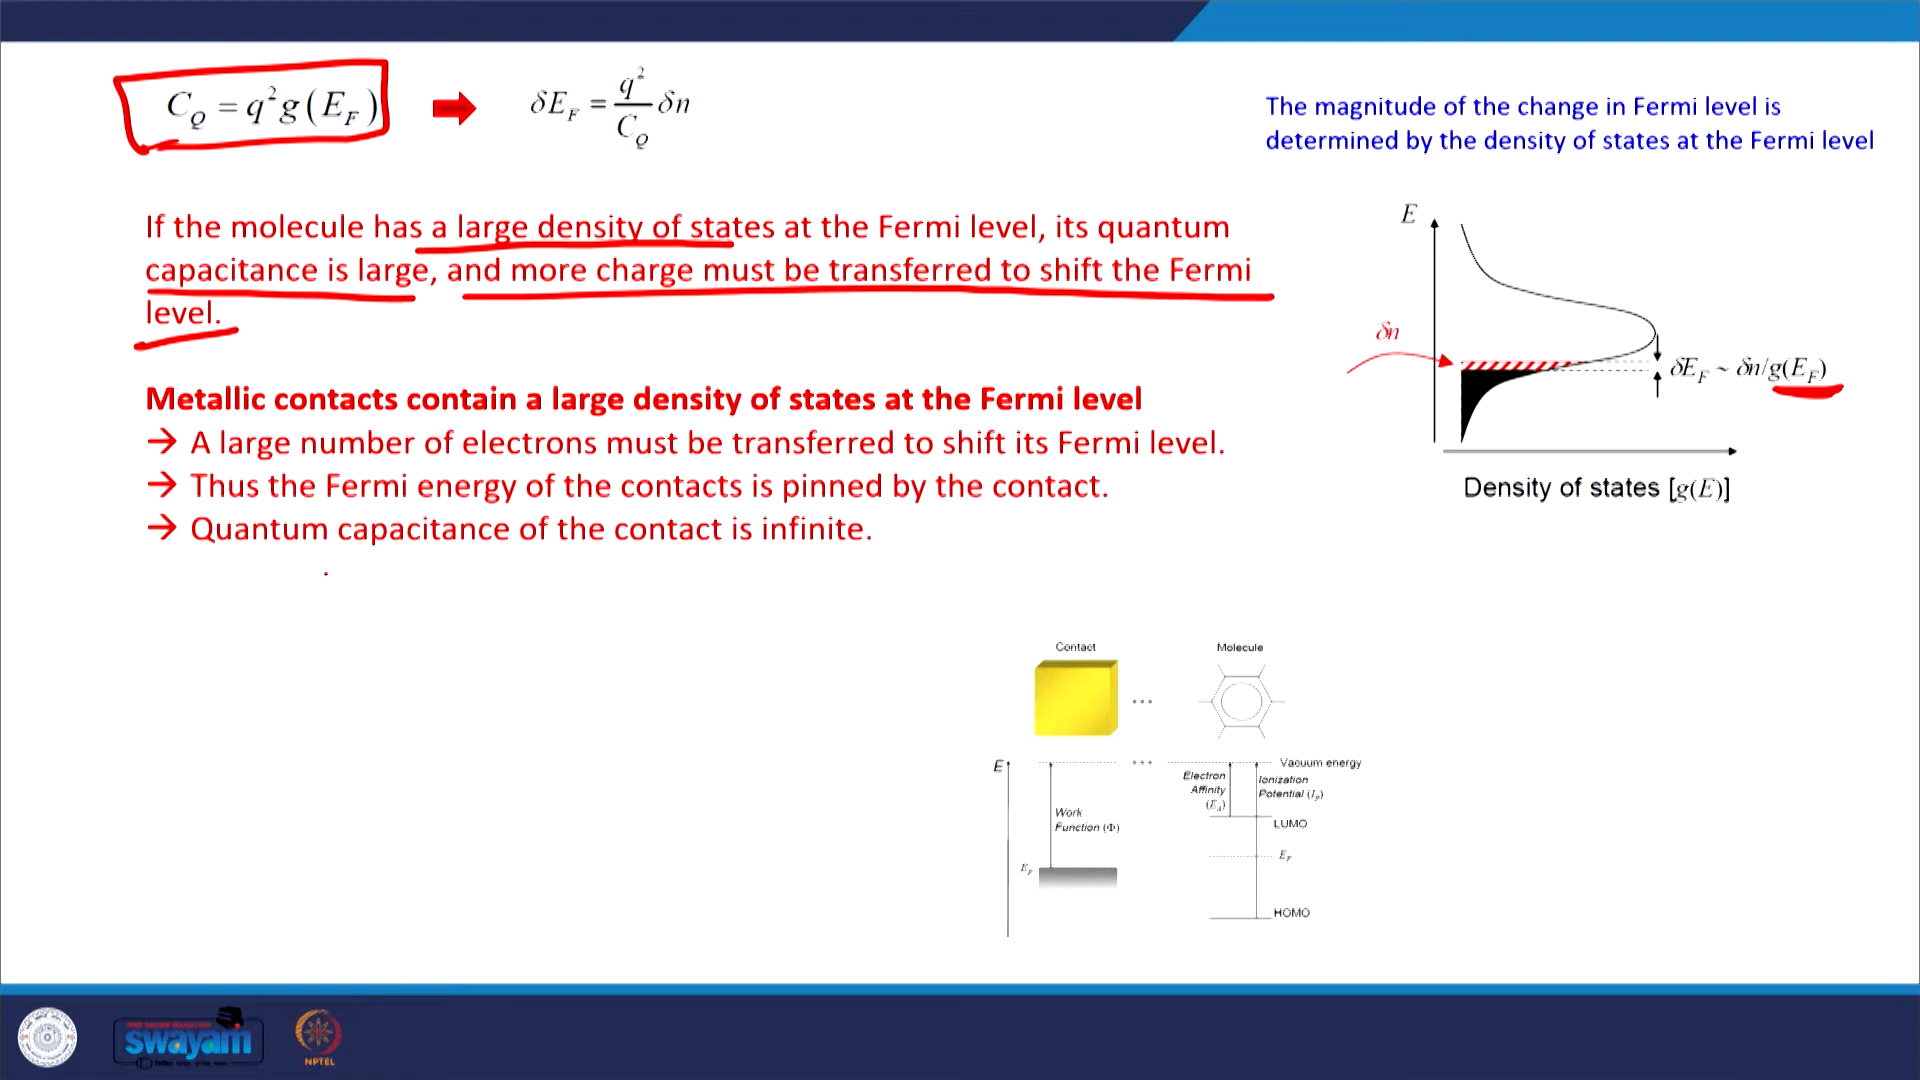 C_Q = q²g(E_F)
δE_F = q²/C_Q δn
The magnitude of the change in Fermi level is
determined by the density of states at the Fermi level
If the molecule has a large density of states at the Fermi level, its quantum
capacitance is large, and more charge must be transferred to shift the Fermi
level.
E
δn
δE_F ~ δn/g(E_F)
Density of states [g(E)]
Metallic contacts contain a large density of states at the Fermi level
→ A large number of electrons must be transferred to shift its Fermi level.
→ Thus the Fermi energy of the contacts is pinned by the contact.
→ Quantum capacitance of the contact is infinite.
Contact
Molecule
...
E
...
Vacuum energy
Electron
Affinity
(E_A)
Ionization
Potential (I_P)
Work
Function (Φ)
LUMO
E_F
E_F
HOMO
swayam
NPTEL